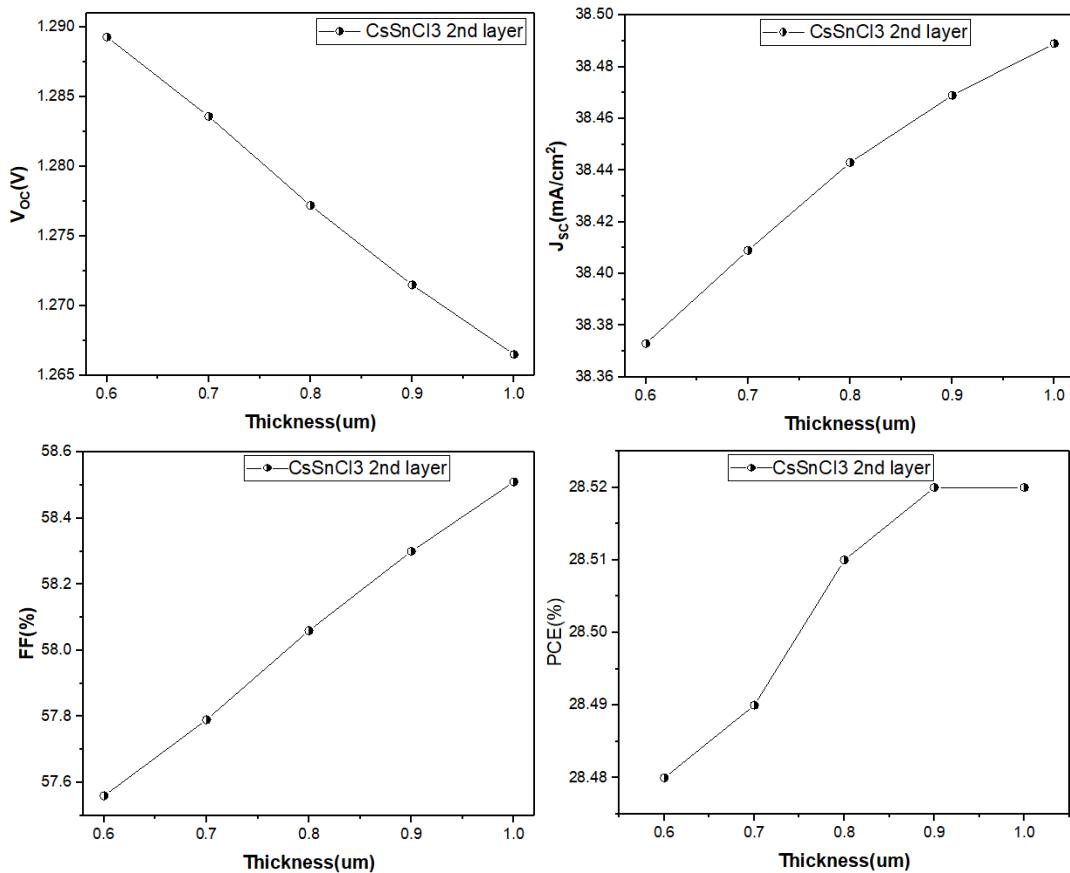 CsSnCl3 2nd layer
1.290
1.285
1.280
1.275
1.270
1.265
V_OC(V)
0.6 0.7 0.8 0.9 1.0
Thickness(um)
CsSnCl3 2nd layer
38.50
38.48
38.46
38.44
38.42
38.40
38.38
38.36
J_SC(mA/cm²)
0.6 0.7 0.8 0.9 1.0
Thickness(um)
CsSnCl3 2nd layer
58.6
58.4
58.2
58.0
57.8
57.6
FF(%)
0.6 0.7 0.8 0.9 1.0
Thickness(um)
CsSnCl3 2nd layer
28.52
28.51
28.50
28.49
28.48
PCE(%)
0.6 0.7 0.8 0.9 1.0
Thickness(um)